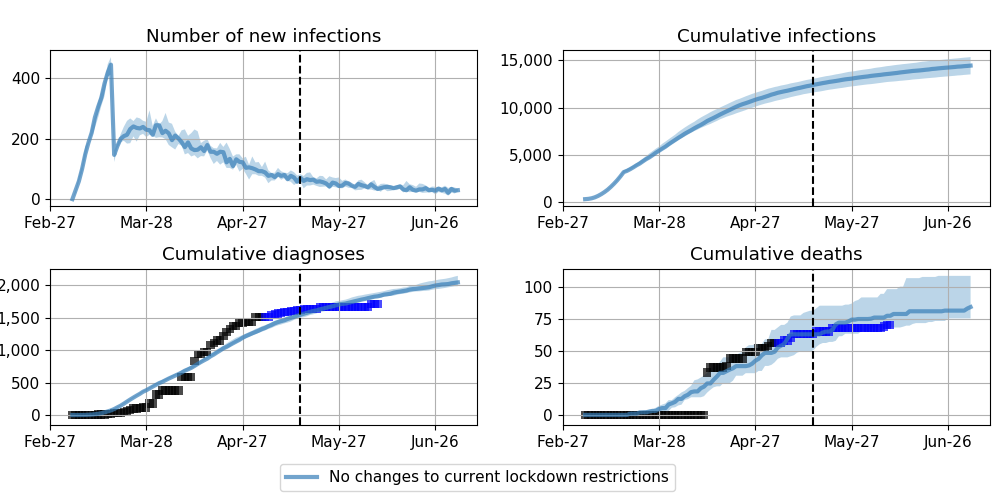 Number of new infections
400
200
0
Feb-27 Mar-28 Apr-27 May-27 Jun-26
Cumulative infections
15,000
10,000
5,000
0
Feb-27 Mar-28 Apr-27 May-27 Jun-26
Cumulative diagnoses
2,000
1,500
1,000
500
0
Feb-27 Mar-28 Apr-27 May-27 Jun-26
Cumulative deaths
100
75
50
25
0
Feb-27 Mar-28 Apr-27 May-27 Jun-26
No changes to current lockdown restrictions